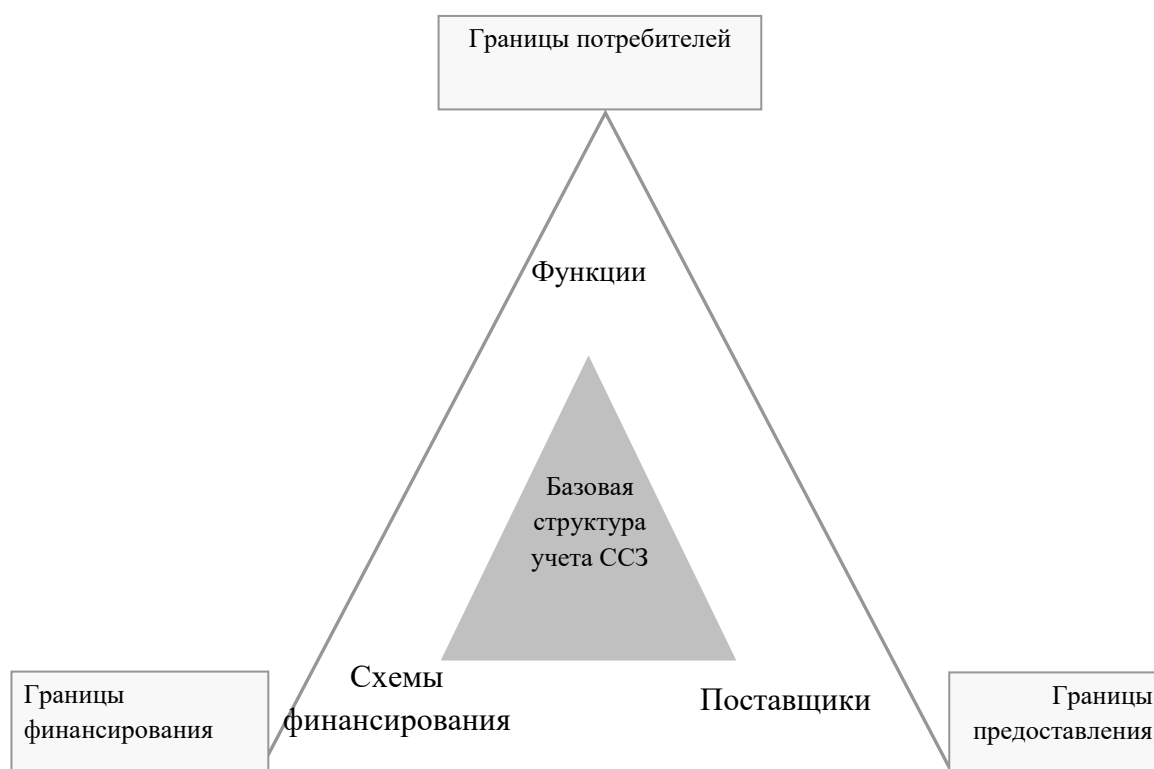 Границы потребителей
Функции
Базовая
структура
учета ССЗ
Схемы
финансирования
Поставщики
Границы
финансирования
Границы
предоставления